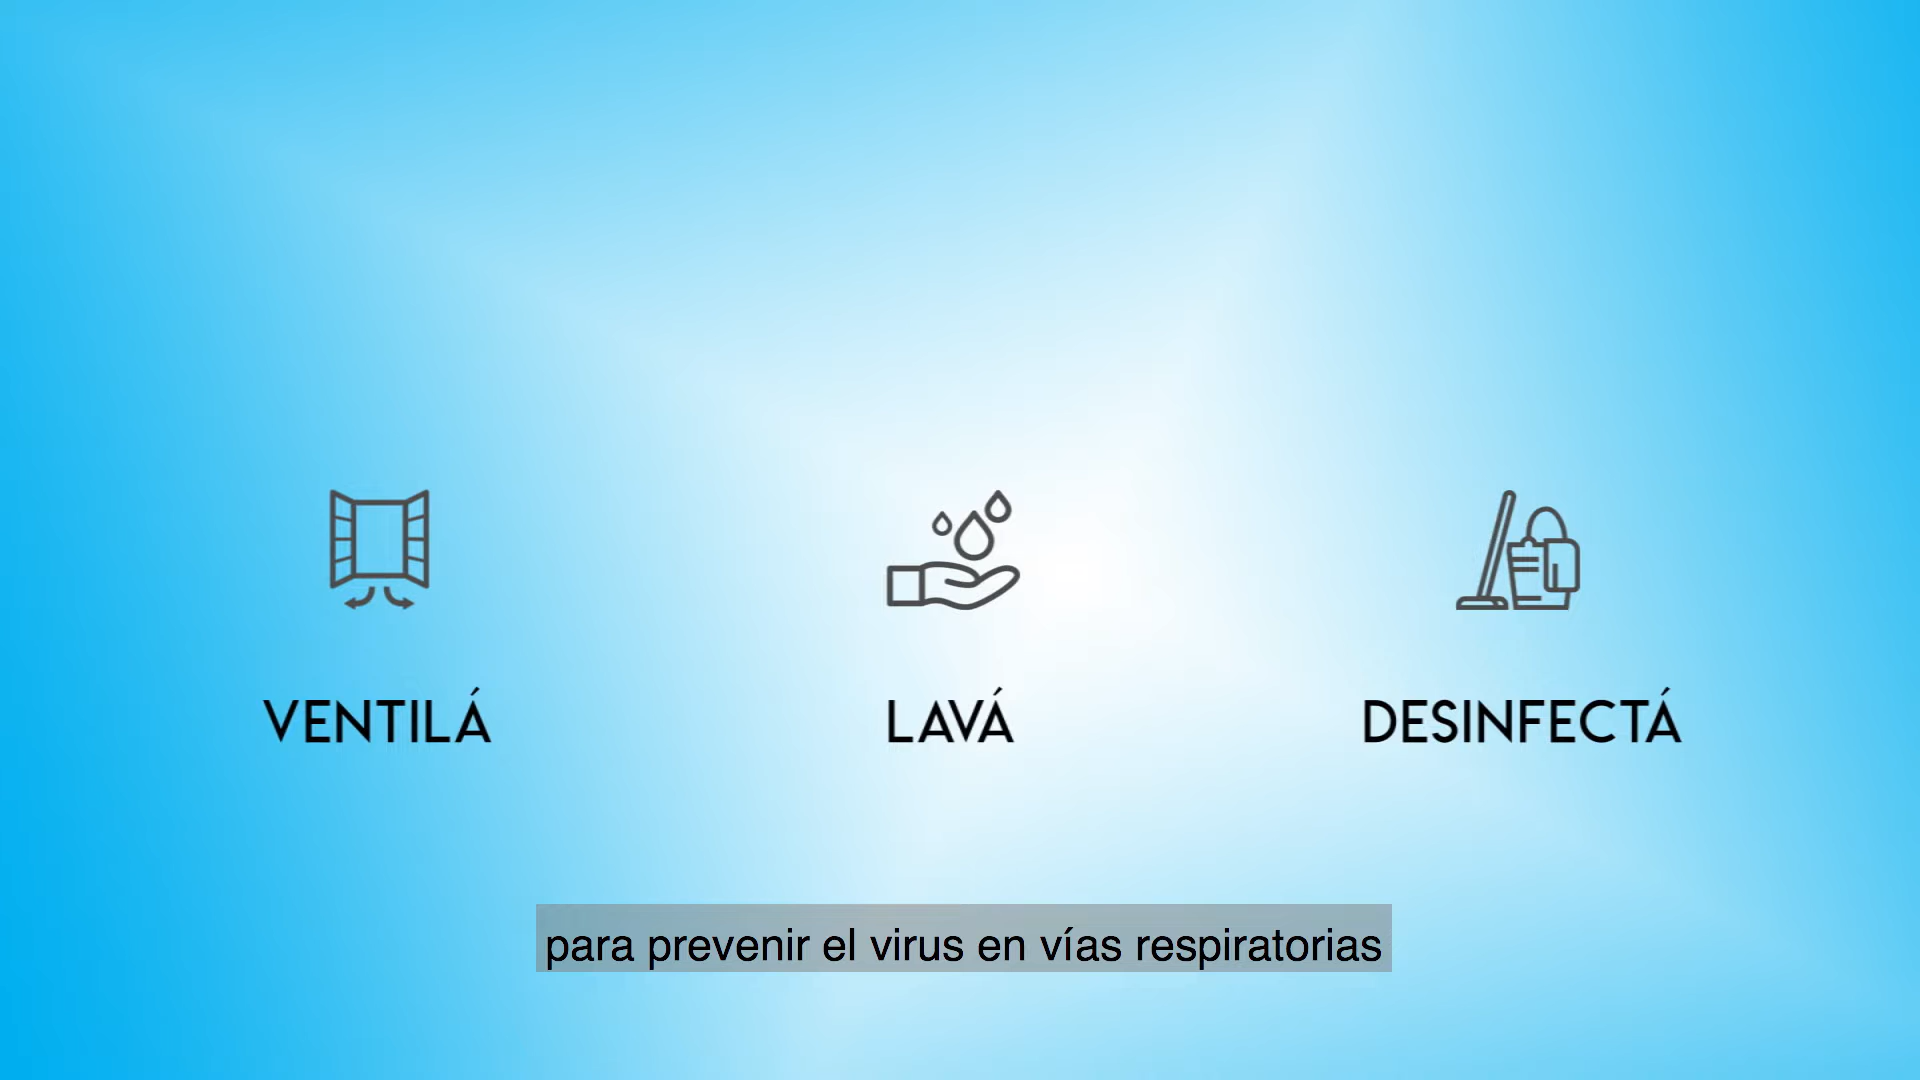 VENTILÁ
LAVÁ
DESINFECTÁ
para prevenir el virus en vías respiratorias